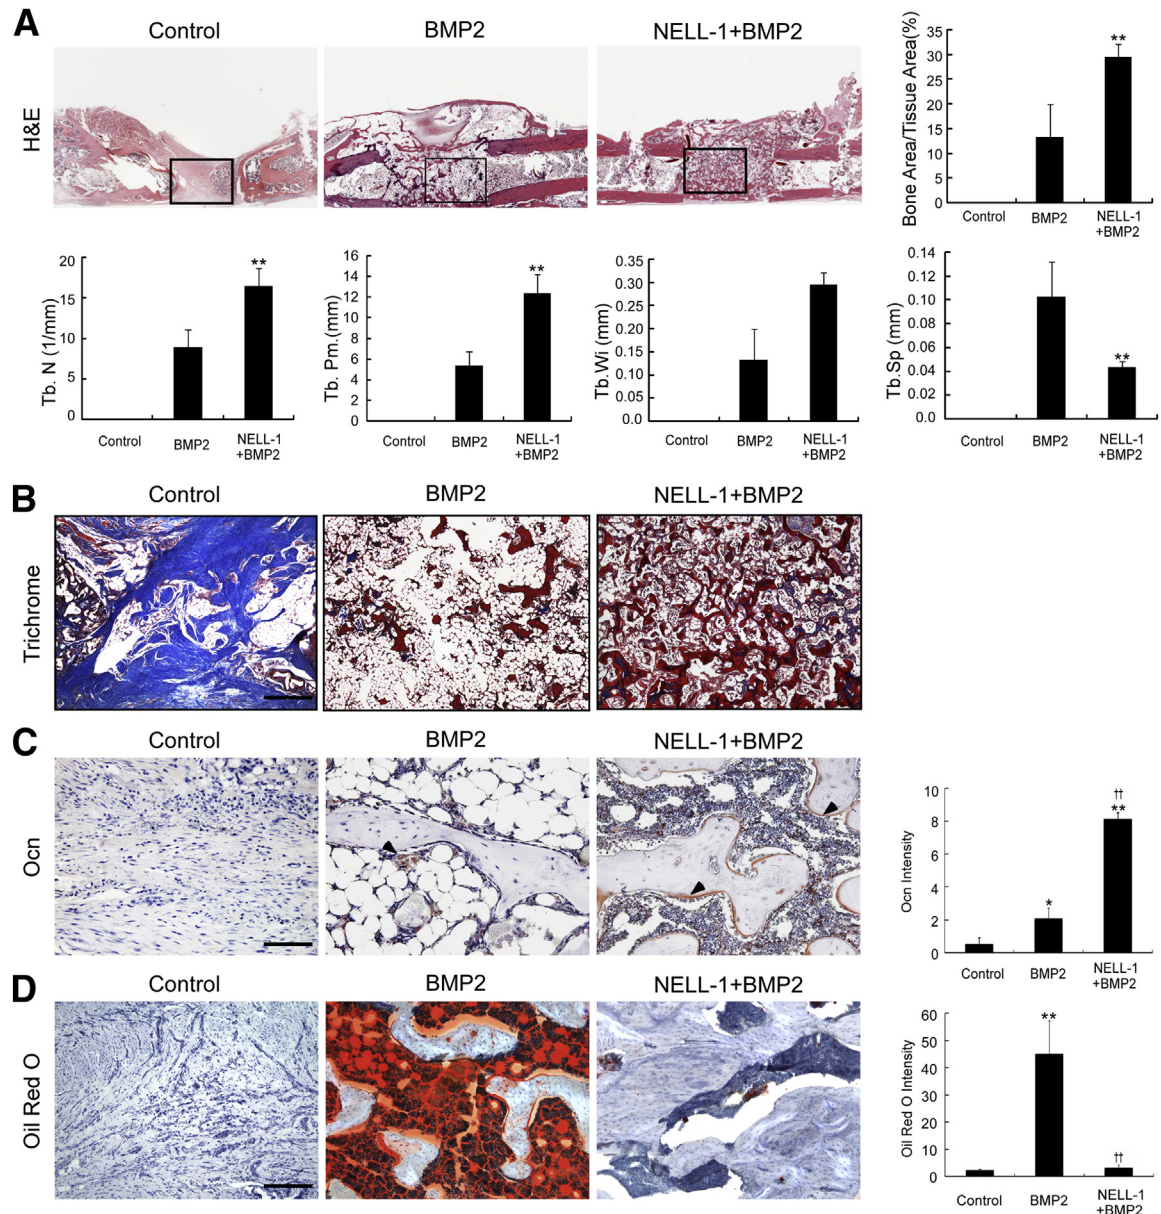 A
Control
BMP2
NELL-1+BMP2
H&E
Bone Area/Tissue Area(%)
35
30
25
20
15
10
5
0
**
Control
BMP2
NELL-1
+BMP2
Tb. N (1/mm)
20
15
10
5
0
**
Control
BMP2
NELL-1
+BMP2
Tb. Pm.(mm)
16
14
12
10
8
6
4
2
0
**
Control
BMP2
NELL-1
+BMP2
Tb.Wi (mm)
0.35
0.30
0.25
0.20
0.15
0.10
0.05
0.0
Control
BMP2
NELL-1
+BMP2
Tb.Sp (mm)
0.14
0.12
0.10
0.08
0.06
0.04
0.02
0.0
**
Control
BMP2
NELL-1
+BMP2
B
Control
BMP2
NELL-1+BMP2
Trichrome
C
Control
BMP2
NELL-1+BMP2
Ocn
Ocn Intensity
10
8
6
4
2
0
*
††
**
Control
BMP2
NELL-1
+BMP2
D
Control
BMP2
NELL-1+BMP2
Oil Red O
Oil Red O Intensity
60
50
40
30
20
10
0
**
††
Control
BMP2
NELL-1
+BMP2